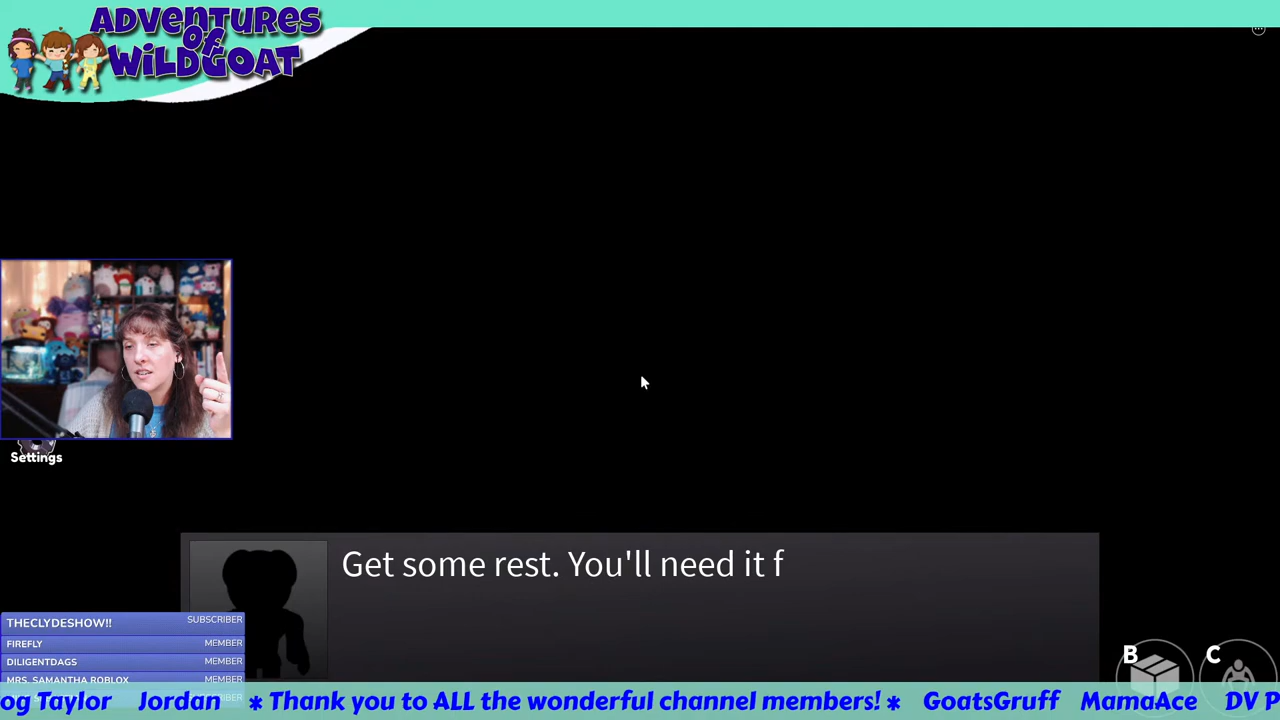 ADVENTURES
of
WiLDGOAT
Settings
Get some rest. You'll need it f
THECLYDESHOW!! SUBSCRIBER
FIREFLY MEMBER
DILIGENTDAGS MEMBER
MRS. SAMANTHA ROBLOX MEMBER
B C
og Taylor Jordan * Thank you to ALL the wonderful channel members! * GoatsGruff MamaAce DV P